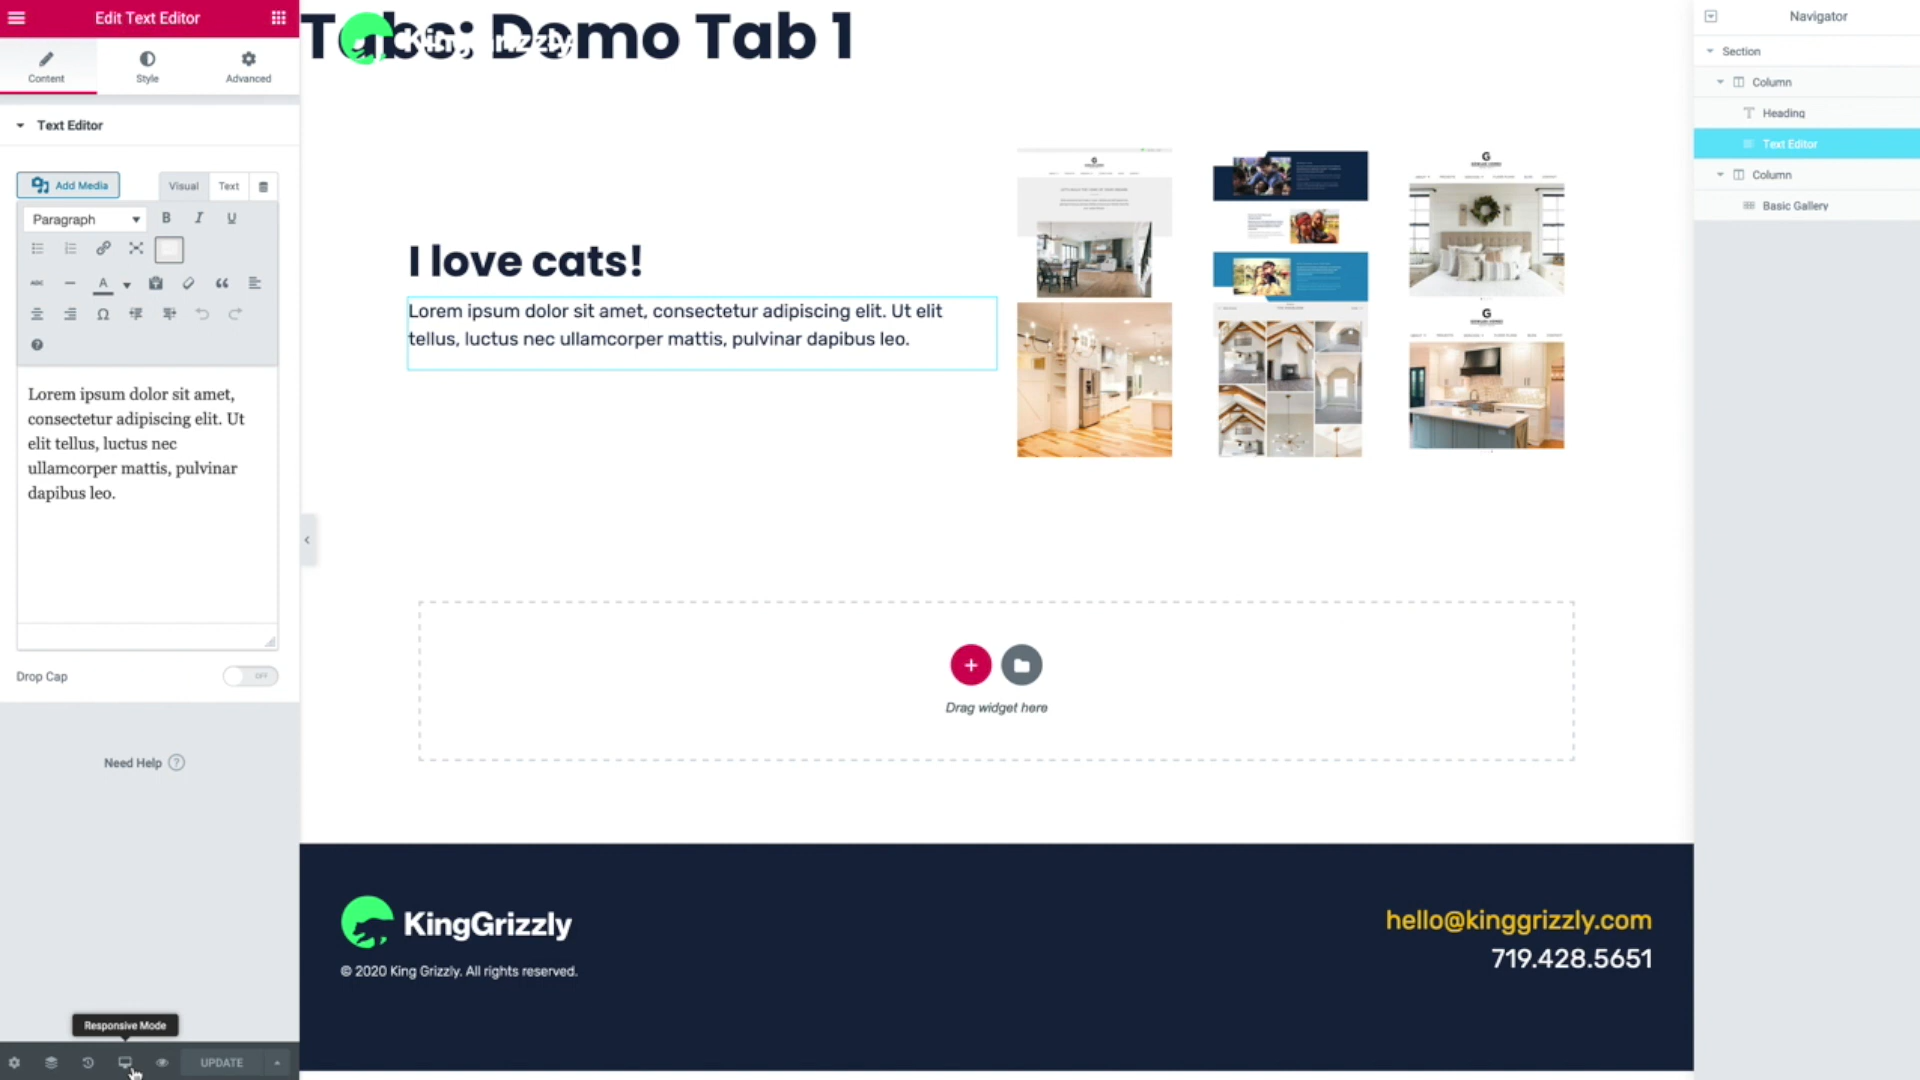 Edit Text Editor
Content
Style
Advanced
Text Editor
Add Media
Visual
Text
Paragraph
B
I
U
ABC
A
Lorem ipsum dolor sit amet,
consectetur adipiscing elit. Ut
elit tellus, luctus nec
ullamcorper mattis, pulvinar
dapibus leo.
Drop Cap
OFF
Need Help
Responsive Mode
UPDATE
Tabs; Demo Tab 1
KingGrizzly
I love cats!
Lorem ipsum dolor sit amet, consectetur adipiscing elit. Ut elit
tellus, luctus nec ullamcorper mattis, pulvinar dapibus leo.
Drag widget here
KingGrizzly
© 2020 King Grizzly. All rights reserved.
hello@kinggrizzly.com
719.428.5651
Navigator
Section
Column
Heading
Text Editor
Column
Basic Gallery